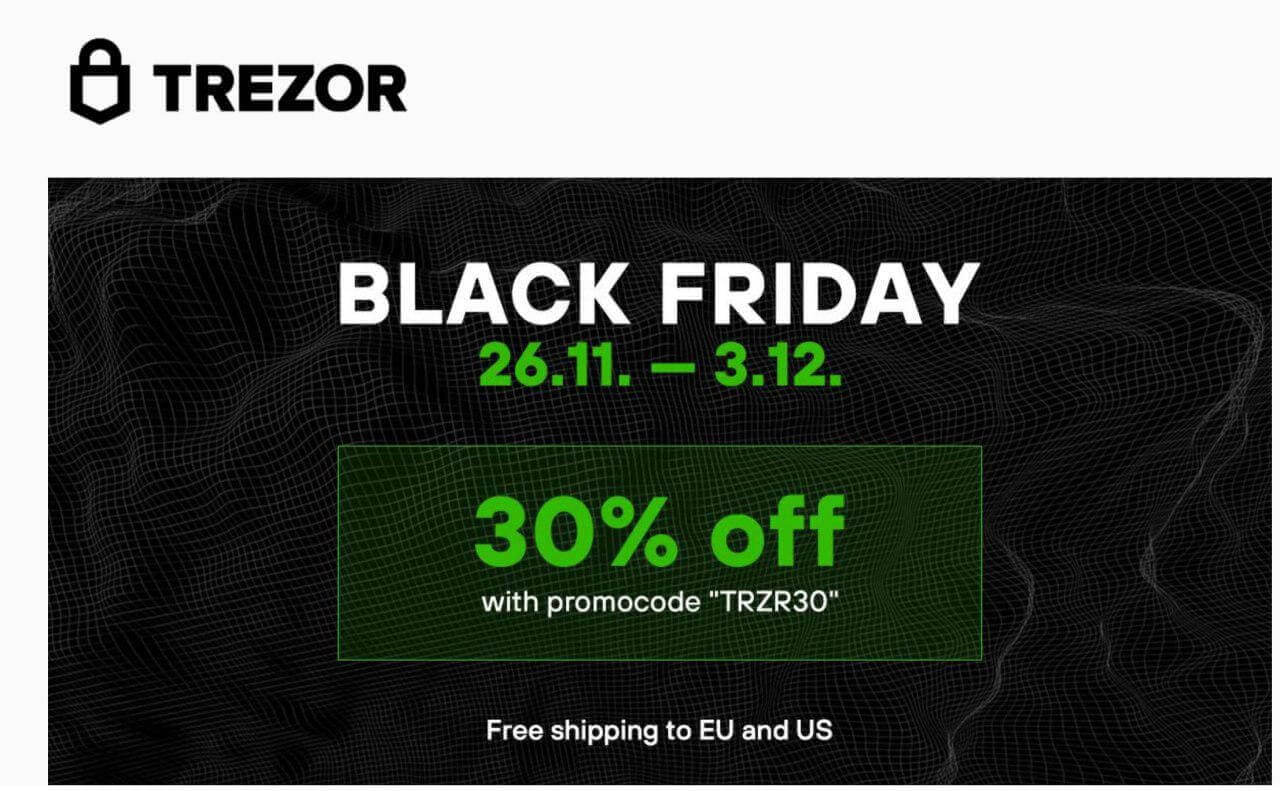 TREZOR
BLACK FRIDAY
26.11. — 3.12.
30% off
with promocode "TRZR30"
Free shipping to EU and US